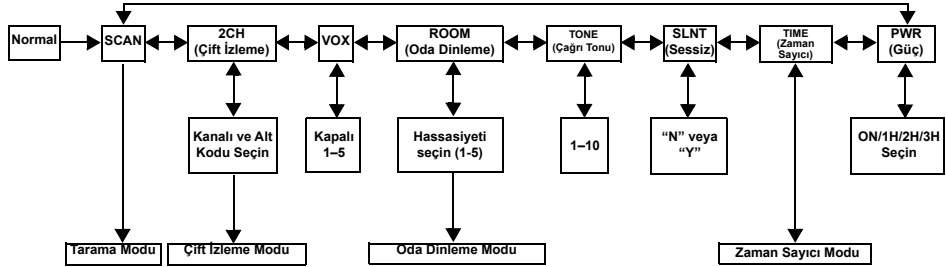 Normal
SCAN
2CH
(Çift İzleme)
VOX
ROOM
(Oda Dinleme)
TONE
(Çağrı Tonu)
SLNT
(Sessiz)
TIME
(Zaman
Sayıcı)
PWR
(Güç)
Kanalı ve Alt
Kodu Seçin
Kapalı
1–5
Hassasiyeti
seçin (1-5)
1–10
“N” veya
“Y”
ON/1H/2H/3H
Seçin
Tarama Modu
Çift İzleme Modu
Oda Dinleme Modu
Zaman Sayıcı Modu